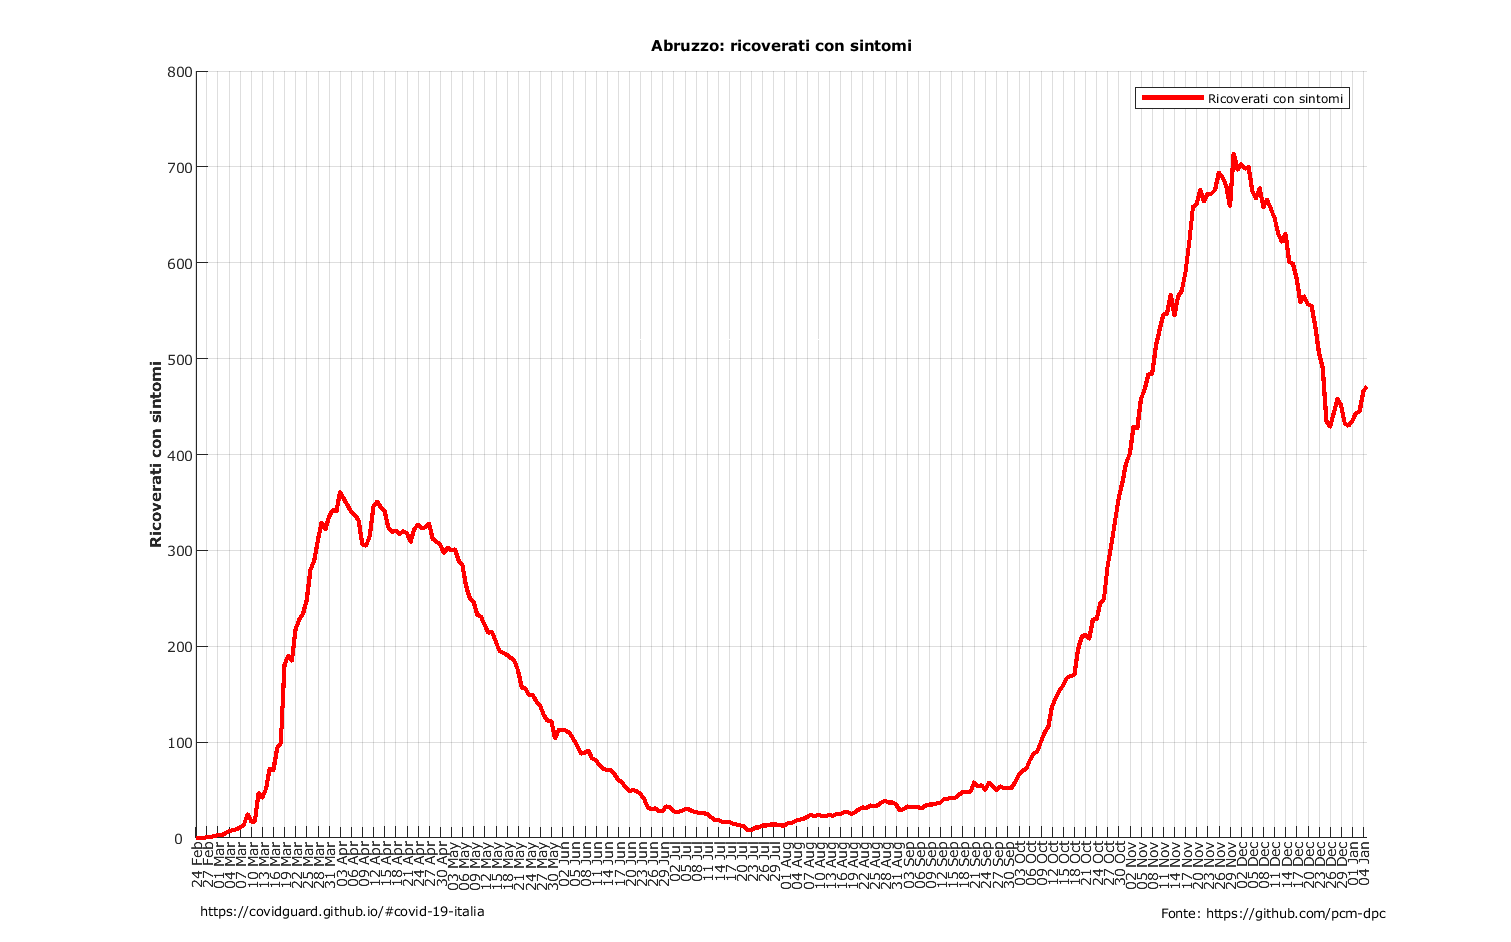 Abruzzo: ricoverati con sintomi
Ricoverati con sintomi
Ricoverati con sintomi
800
700
600
500
400
300
200
100
0
24 Feb
27 Feb
01 Mar
04 Mar
07 Mar
10 Mar
13 Mar
16 Mar
19 Mar
22 Mar
25 Mar
28 Mar
31 Mar
03 Apr
06 Apr
09 Apr
12 Apr
15 Apr
18 Apr
21 Apr
24 Apr
27 Apr
30 Apr
03 May
06 May
09 May
12 May
15 May
18 May
21 May
24 May
27 May
30 May
02 Jun
05 Jun
08 Jun
11 Jun
14 Jun
17 Jun
20 Jun
23 Jun
26 Jun
29 Jun
02 Jul
05 Jul
08 Jul
11 Jul
14 Jul
17 Jul
20 Jul
23 Jul
26 Jul
29 Jul
01 Aug
04 Aug
07 Aug
10 Aug
13 Aug
16 Aug
19 Aug
22 Aug
25 Aug
28 Aug
31 Aug
03 Sep
06 Sep
09 Sep
12 Sep
15 Sep
18 Sep
21 Sep
24 Sep
27 Sep
30 Sep
03 Oct
06 Oct
09 Oct
12 Oct
15 Oct
18 Oct
21 Oct
24 Oct
27 Oct
30 Oct
02 Nov
05 Nov
08 Nov
11 Nov
14 Nov
17 Nov
20 Nov
23 Nov
26 Nov
29 Nov
02 Dec
05 Dec
08 Dec
11 Dec
14 Dec
17 Dec
20 Dec
23 Dec
26 Dec
29 Dec
01 Jan
04 Jan
https://covidguard.github.io/#covid-19-italia
Fonte: https://github.com/pcm-dpc